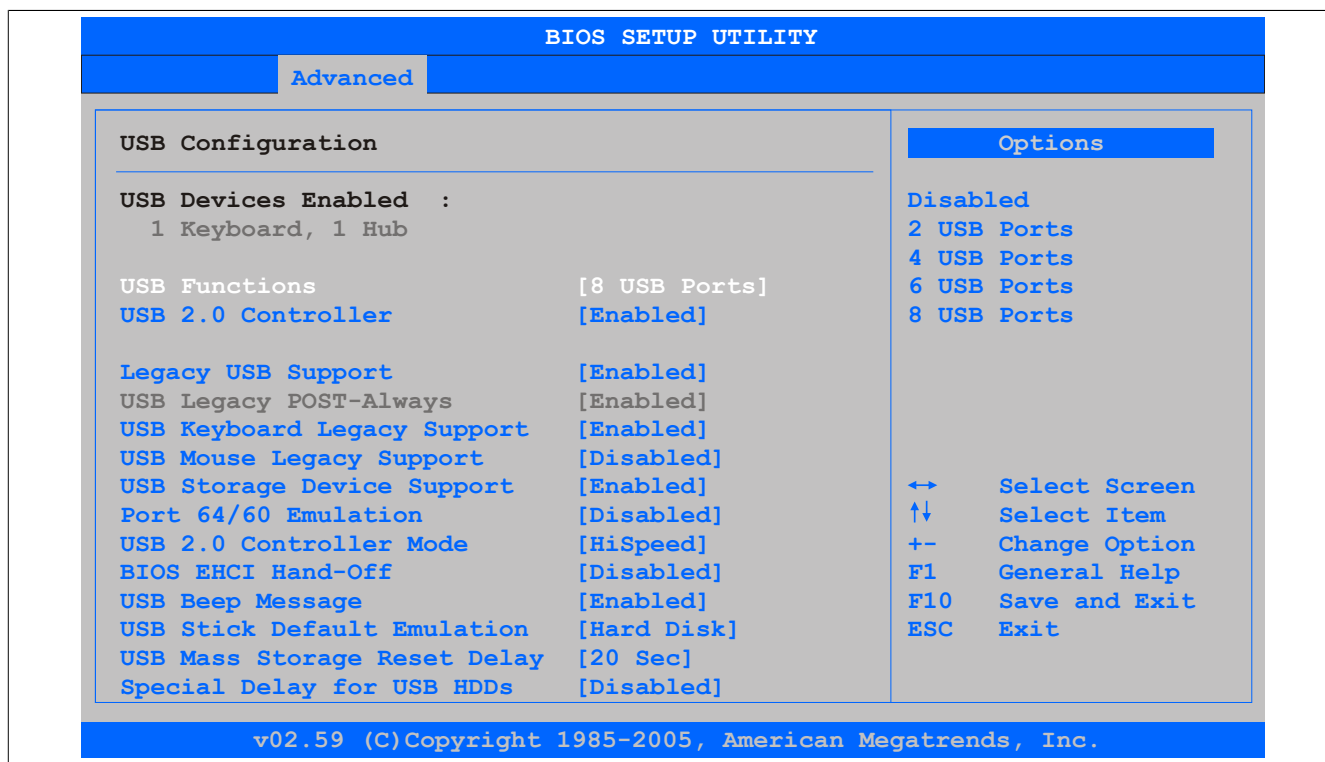 BIOS SETUP UTILITY
Advanced
USB Configuration
USB Devices Enabled :
1 Keyboard, 1 Hub
USB Functions [8 USB Ports]
USB 2.0 Controller [Enabled]
Legacy USB Support [Enabled]
USB Legacy POST-Always [Enabled]
USB Keyboard Legacy Support [Enabled]
USB Mouse Legacy Support [Disabled]
USB Storage Device Support [Enabled]
Port 64/60 Emulation [Disabled]
USB 2.0 Controller Mode [HiSpeed]
BIOS EHCI Hand-Off [Disabled]
USB Beep Message [Enabled]
USB Stick Default Emulation [Hard Disk]
USB Mass Storage Reset Delay [20 Sec]
Special Delay for USB HDDs [Disabled]
Options
Disabled
2 USB Ports
4 USB Ports
6 USB Ports
8 USB Ports
↔ Select Screen
↑↓ Select Item
+- Change Option
F1 General Help
F10 Save and Exit
ESC Exit
v02.59 (C)Copyright 1985-2005, American Megatrends, Inc.